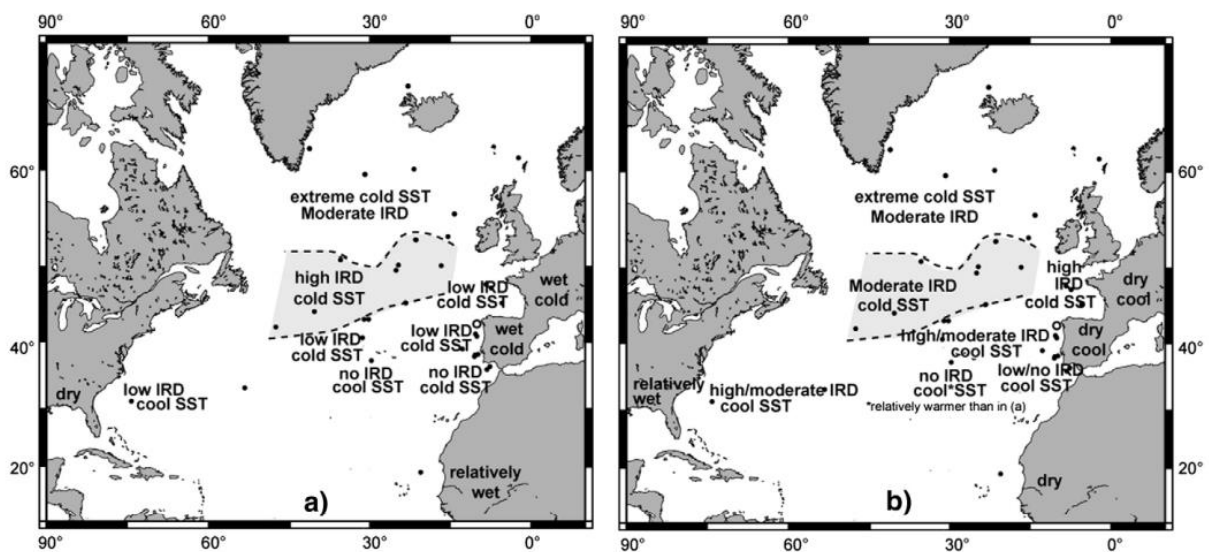 90° 60° 30° 0° 90° 60° 30° 0°
60°
extreme cold SST
Moderate IRD
high IRD
cold SST
low IRD
cold SST
wet
cold
low IRD
cold SST
wet
cold
40°
low IRD
cold SST
no IRD
cool SST
no IRD
cold SST
dry
low IRD
cool SST
relatively
wet
20°
a)
90° 60° 30° 0°
60°
extreme cold SST
Moderate IRD
Moderate IRD
cold SST
high
IRD
cold SST
dry
cool
high/moderate IRD
cool SST
dry
cool
40°
low/no IRD
cool SST
no IRD
cool*SST
*relatively warmer than in (a)
relatively
wet
high/moderate IRD
cool SST
dry
20°
b)
90° 60° 30° 0°